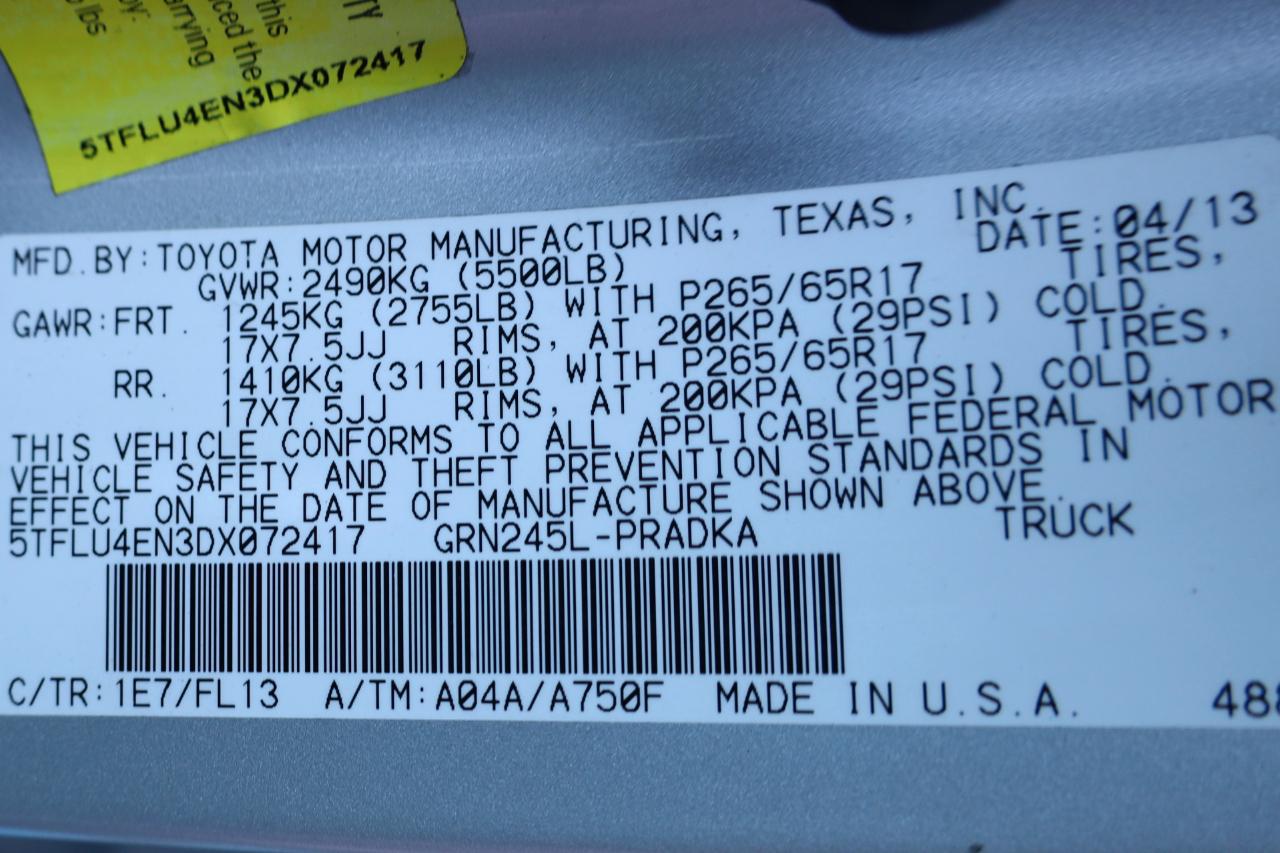 TY
this
ced the
arrying
by:
lbs
5TFLU4EN3DX072417
MFD.BY:TOYOTA MOTOR MANUFACTURING, TEXAS, INC.
DATE:04/13
GVWR:2490KG (5500LB)
GAWR:FRT. 1245KG (2755LB) WITH P265/65R17 TIRES,
17X7.5JJ RIMS, AT 200KPA (29PSI) COLD.
RR. 1410KG (3110LB) WITH P265/65R17 TIRES,
17X7.5JJ RIMS, AT 200KPA (29PSI) COLD.
THIS VEHICLE CONFORMS TO ALL APPLICABLE FEDERAL MOTOR
VEHICLE SAFETY AND THEFT PREVENTION STANDARDS IN
EFFECT ON THE DATE OF MANUFACTURE SHOWN ABOVE.
5TFLU4EN3DX072417 GRN245L-PRADKA TRUCK
C/TR:1E7/FL13 A/TM:A04A/A750F MADE IN U.S.A.